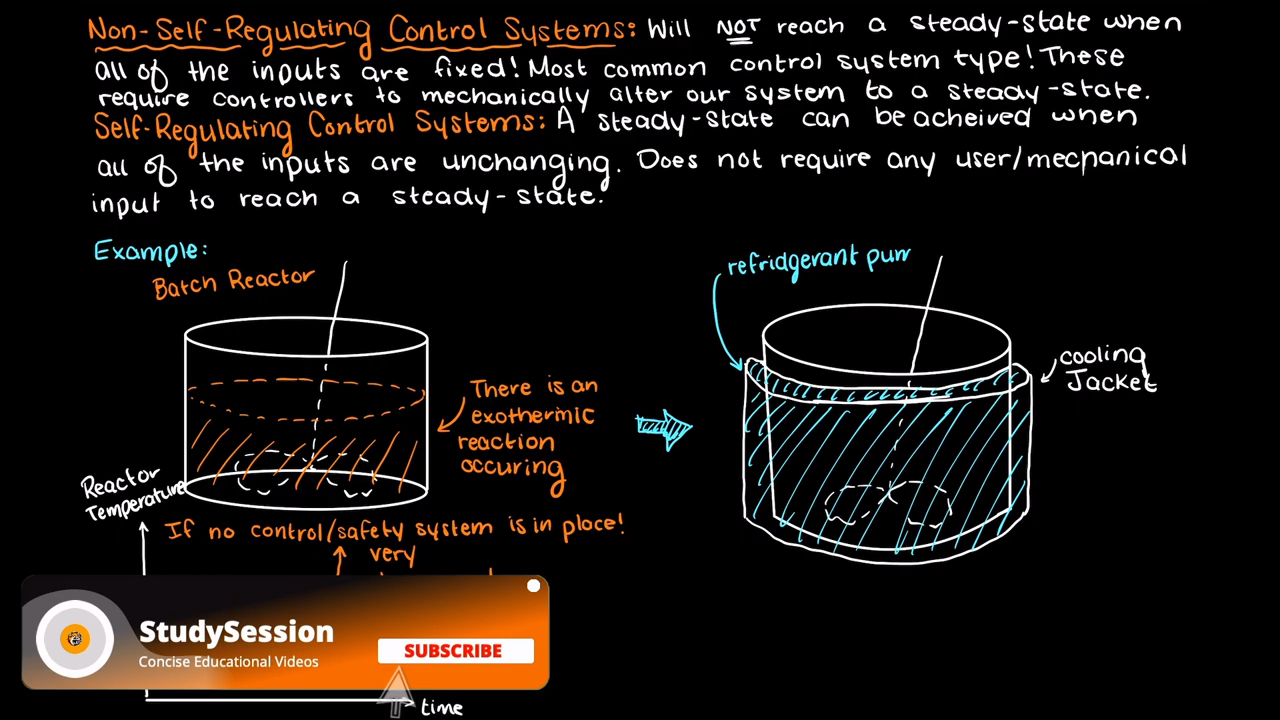 Non-Self-Regulating Control Systems: Will NOT reach a steady-state when
all of the inputs are fixed! Most common control system type! These
require controllers to mechanically alter our system to a steady-state.
Self-Regulating Control Systems: A steady-state can be acheived when
all of the inputs are unchanging. Does not require any user/mechanical
input to reach a steady-state.
Example:
Batch Reactor
There is an
exothermic
reaction
occuring
Reactor
Temperature
If no control/safety system is in place!
very
time
refridgerant pum
cooling
Jacket
StudySession
Concise Educational Videos
SUBSCRIBE